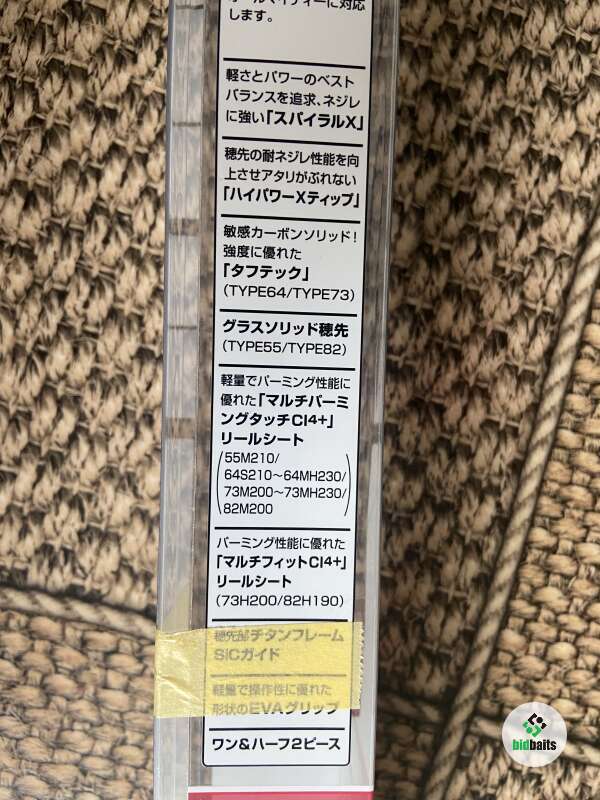 オールマイティーに対応
します。
軽さとパワーのベスト
バランスを追求、ネジレ
に強い「スパイラルX」
穂先の耐ネジレ性能を向
上させアタリがぶれない
「ハイパワーXティップ」
敏感カーボンソリッド!
強度に優れた
「タフテック」
(TYPE64/TYPE73)
グラスソリッド穂先
(TYPE55/TYPE82)
軽量でパーミング性能に
優れた「マルチパーミ
ングタッチCI4+」
リールシート
(55M210/
64S210〜64MH230/
73M200〜73MH230/
82M200)
パーミング性能に優れた
「マルチフィットCI4+」
リールシート
(73H200/82H190)
穂先部チタンフレーム
SiCガイド
軽量で操作性に優れた
形状のEVAグリップ
ワン&ハーフ2ピース
bidbaits